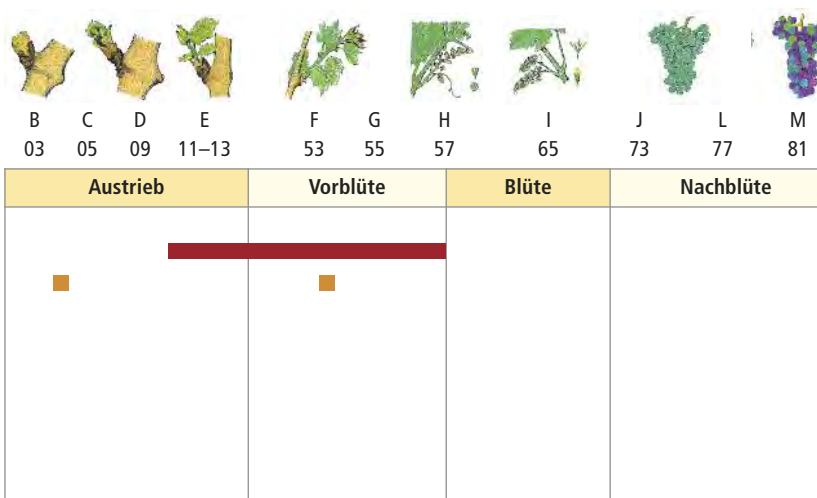 B C D E F G H I J L M
03 05 09 11–13 53 55 57 65 73 77 81
Austrieb Vorblüte Blüte Nachblüte